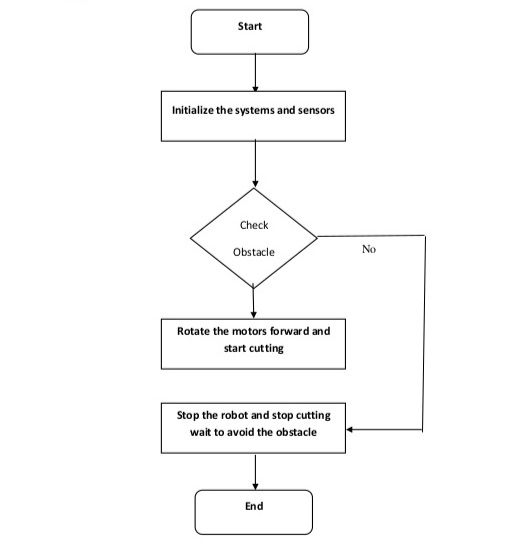 Start
Initialize the systems and sensors
Check
Obstacle
No
Rotate the motors forward and
start cutting
Stop the robot and stop cutting
wait to avoid the obstacle
End